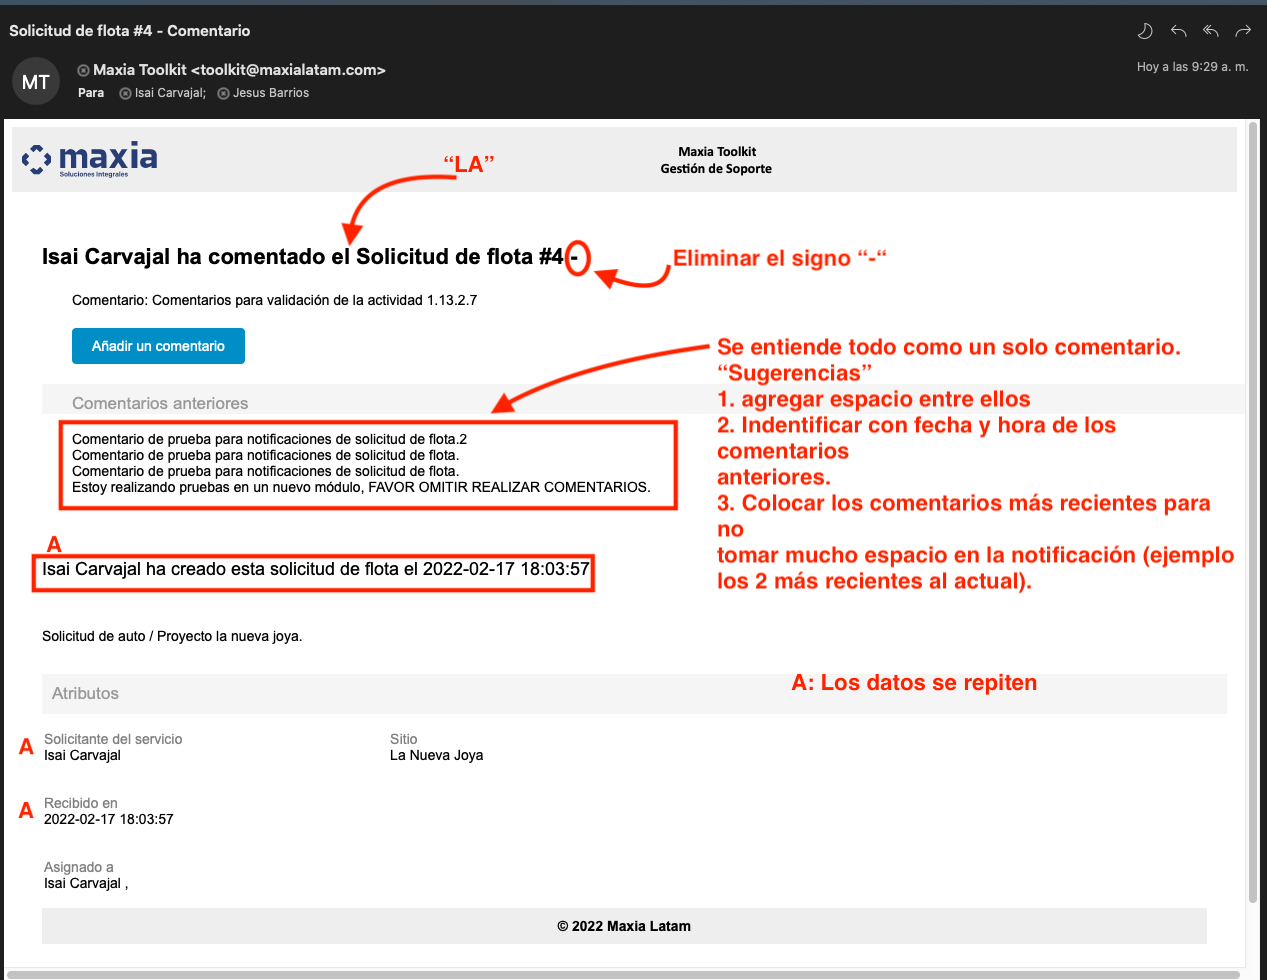 Solicitud de flota #4 - Comentario
MT
Maxia Toolkit <toolkit@maxialatam.com>
Hoy a las 9:29 a. m.
Para Isai Carvajal; Jesus Barrios
maxia
Soluciones Integrales
Maxia Toolkit
Gestión de Soporte
“LA”
Isai Carvajal ha comentado el Solicitud de flota #4 -
Eliminar el signo “-“
Comentario: Comentarios para validación de la actividad 1.13.2.7
Añadir un comentario
Se entiende todo como un solo comentario.
“Sugerencias”
1. agregar espacio entre ellos
2. Indentificar con fecha y hora de los
comentarios
anteriores.
3. Colocar los comentarios más recientes para
no
tomar mucho espacio en la notificación (ejemplo
los 2 más recientes al actual).
Comentarios anteriores
Comentario de prueba para notificaciones de solicitud de flota.2
Comentario de prueba para notificaciones de solicitud de flota.
Comentario de prueba para notificaciones de solicitud de flota.
Estoy realizando pruebas en un nuevo módulo, FAVOR OMITIR REALIZAR COMENTARIOS.
A
Isai Carvajal ha creado esta solicitud de flota el 2022-02-17 18:03:57
Solicitud de auto / Proyecto la nueva joya.
A: Los datos se repiten
Atributos
A
Solicitante del servicio
Isai Carvajal
Sitio
La Nueva Joya
A
Recibido en
2022-02-17 18:03:57
Asignado a
Isai Carvajal ,
© 2022 Maxia Latam